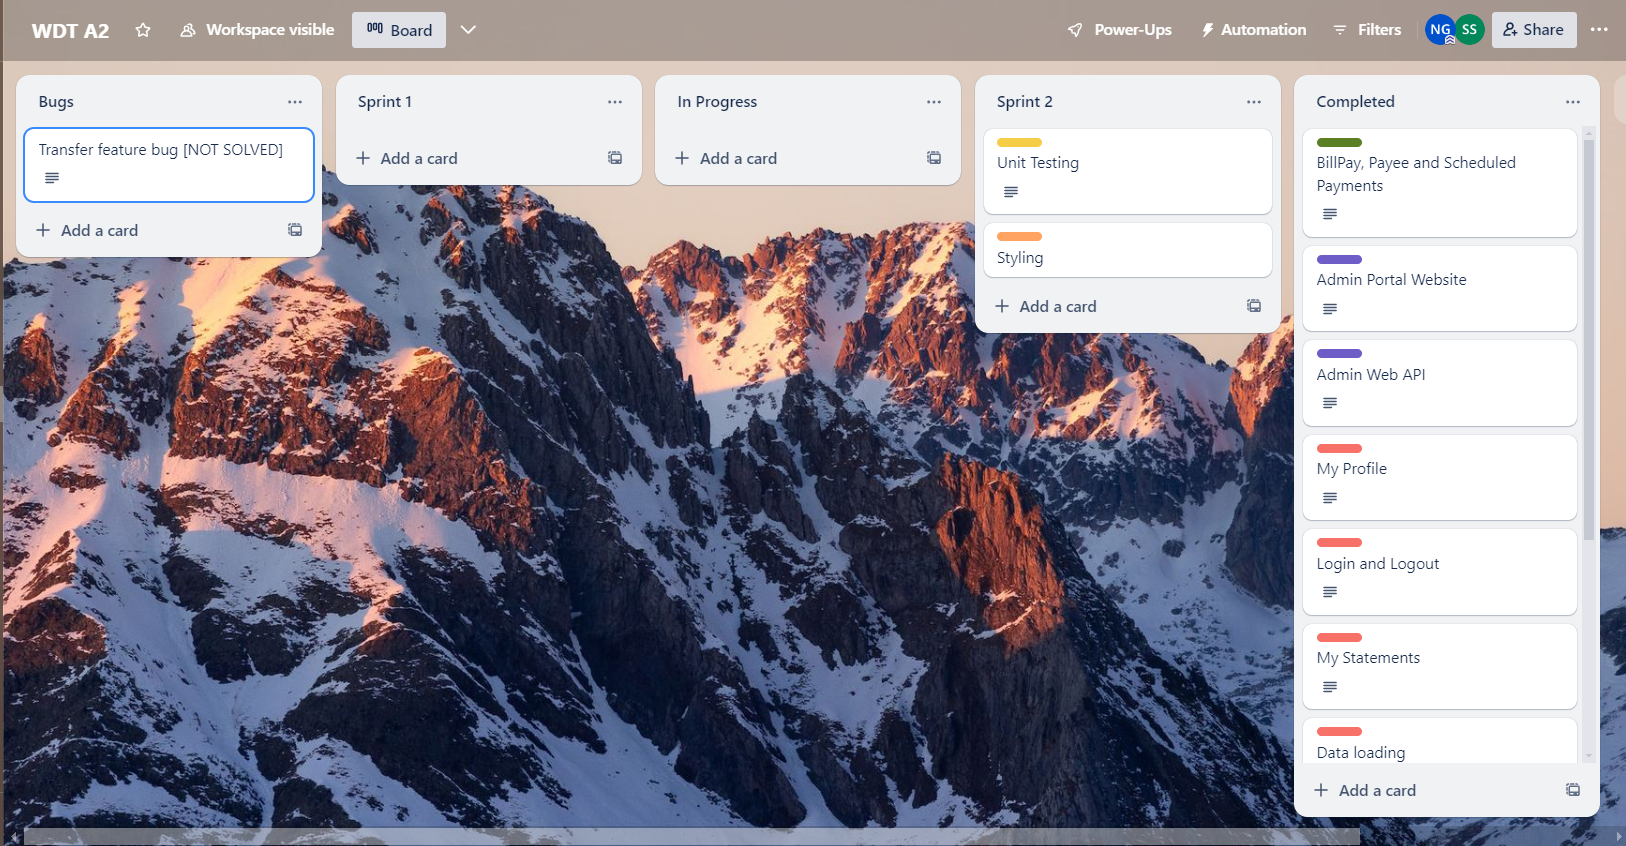 WDT A2
Workspace visible
Board
Power-Ups
Automation
Filters
NG
SS
Share
Bugs
Transfer feature bug [NOT SOLVED]
Add a card
Sprint 1
Add a card
In Progress
Add a card
Sprint 2
Unit Testing
Styling
Add a card
Completed
BillPay, Payee and Scheduled
Payments
Admin Portal Website
Admin Web API
My Profile
Login and Logout
My Statements
Data loading
Add a card